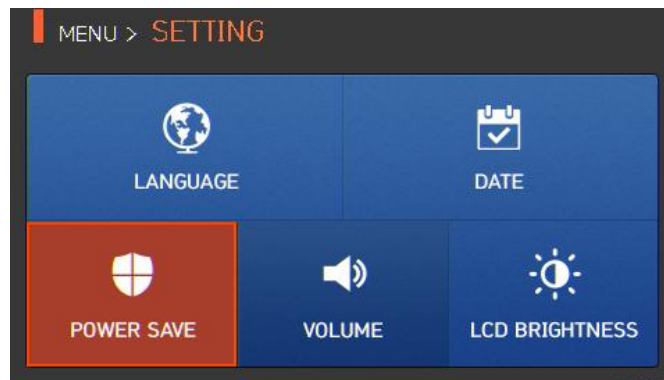 MENU > SETTING
LANGUAGE
DATE
POWER SAVE
VOLUME
LCD BRIGHTNESS